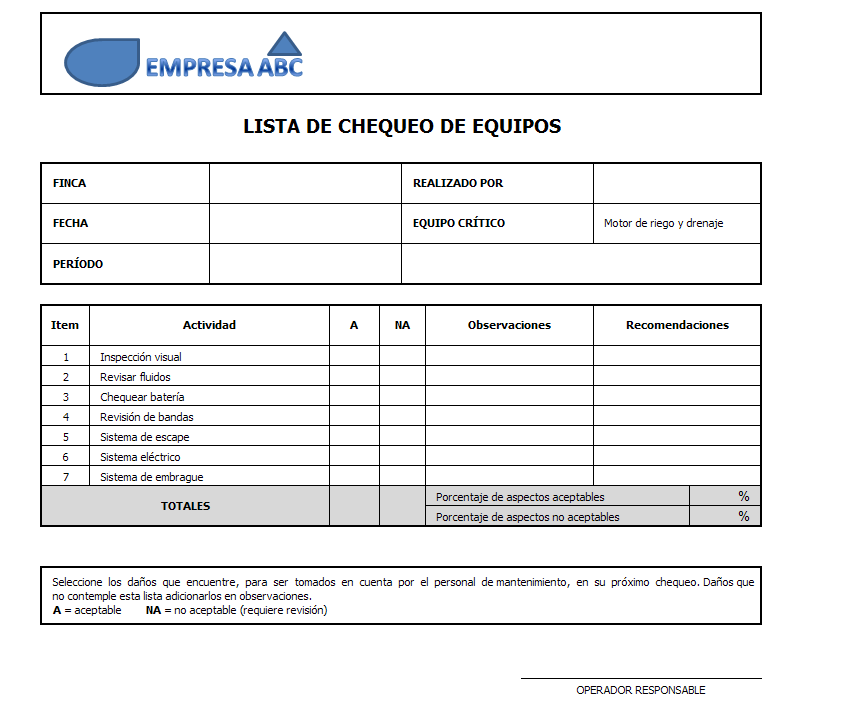 EMPRESA ABC
LISTA DE CHEQUEO DE EQUIPOS
FINCA REALIZADO POR
FECHA EQUIPO CRÍTICO Motor de riego y drenaje
PERÍODO
Item Actividad A NA Observaciones Recomendaciones
1 Inspección visual
2 Revisar fluidos
3 Chequear batería
4 Revisión de bandas
5 Sistema de escape
6 Sistema eléctrico
7 Sistema de embrague
TOTALES
Porcentaje de aspectos aceptables %
Porcentaje de aspectos no aceptables %
Seleccione los daños que encuentre, para ser tomados en cuenta por el personal de mantenimiento, en su próximo chequeo. Daños que
no contemple esta lista adicionarlos en observaciones.
A = aceptable NA = no aceptable (requiere revisión)
OPERADOR RESPONSABLE